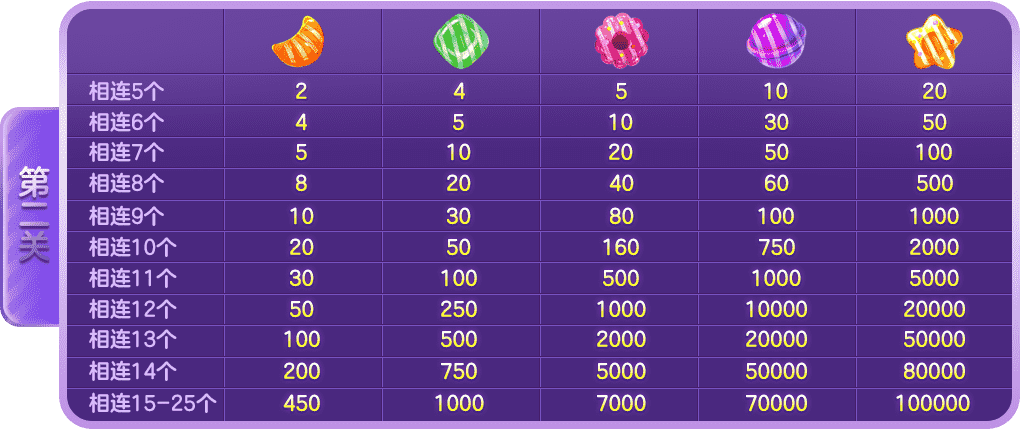 第二关
相连5个 2 4 5 10 20
相连6个 4 5 10 30 50
相连7个 5 10 20 50 100
相连8个 8 20 40 60 500
相连9个 10 30 80 100 1000
相连10个 20 50 160 750 2000
相连11个 30 100 500 1000 5000
相连12个 50 250 1000 10000 20000
相连13个 100 500 2000 20000 50000
相连14个 200 750 5000 50000 80000
相连15-25个 450 1000 7000 70000 100000